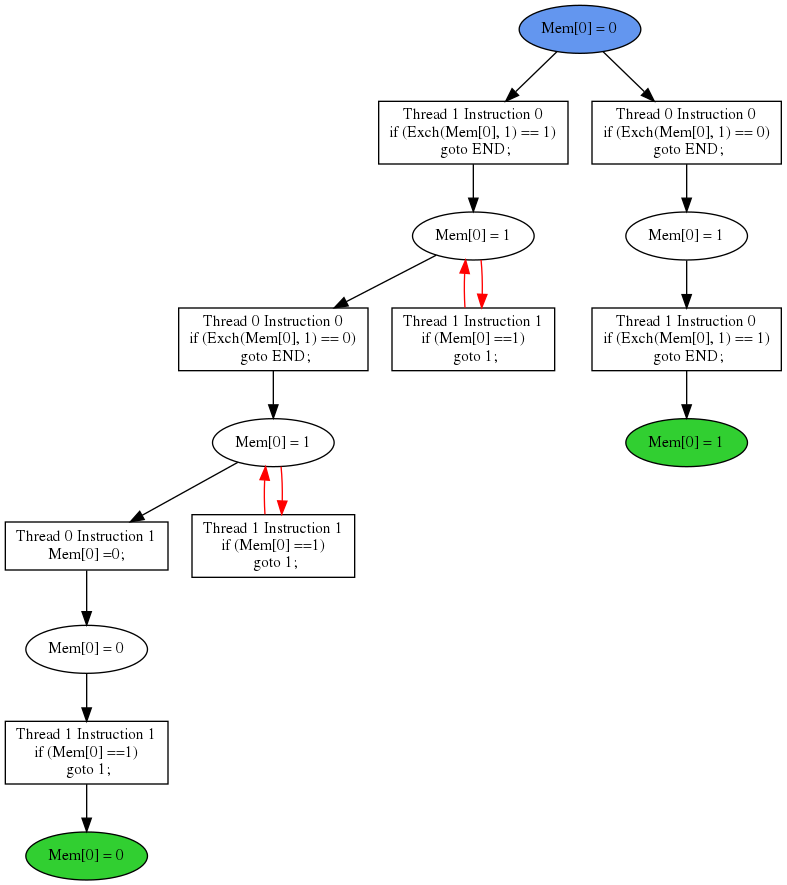 Mem[0] = 0
Thread 1 Instruction 0
if (Exch(Mem[0], 1) == 1)
goto END;
Thread 0 Instruction 0
if (Exch(Mem[0], 1) == 0)
goto END;
Mem[0] = 1
Mem[0] = 1
Thread 0 Instruction 0
if (Exch(Mem[0], 1) == 0)
goto END;
Thread 1 Instruction 1
if (Mem[0] ==1)
goto 1;
Thread 1 Instruction 0
if (Exch(Mem[0], 1) == 1)
goto END;
Mem[0] = 1
Mem[0] = 1
Thread 0 Instruction 1
Mem[0] =0;
Thread 1 Instruction 1
if (Mem[0] ==1)
goto 1;
Mem[0] = 0
Thread 1 Instruction 1
if (Mem[0] ==1)
goto 1;
Mem[0] = 0